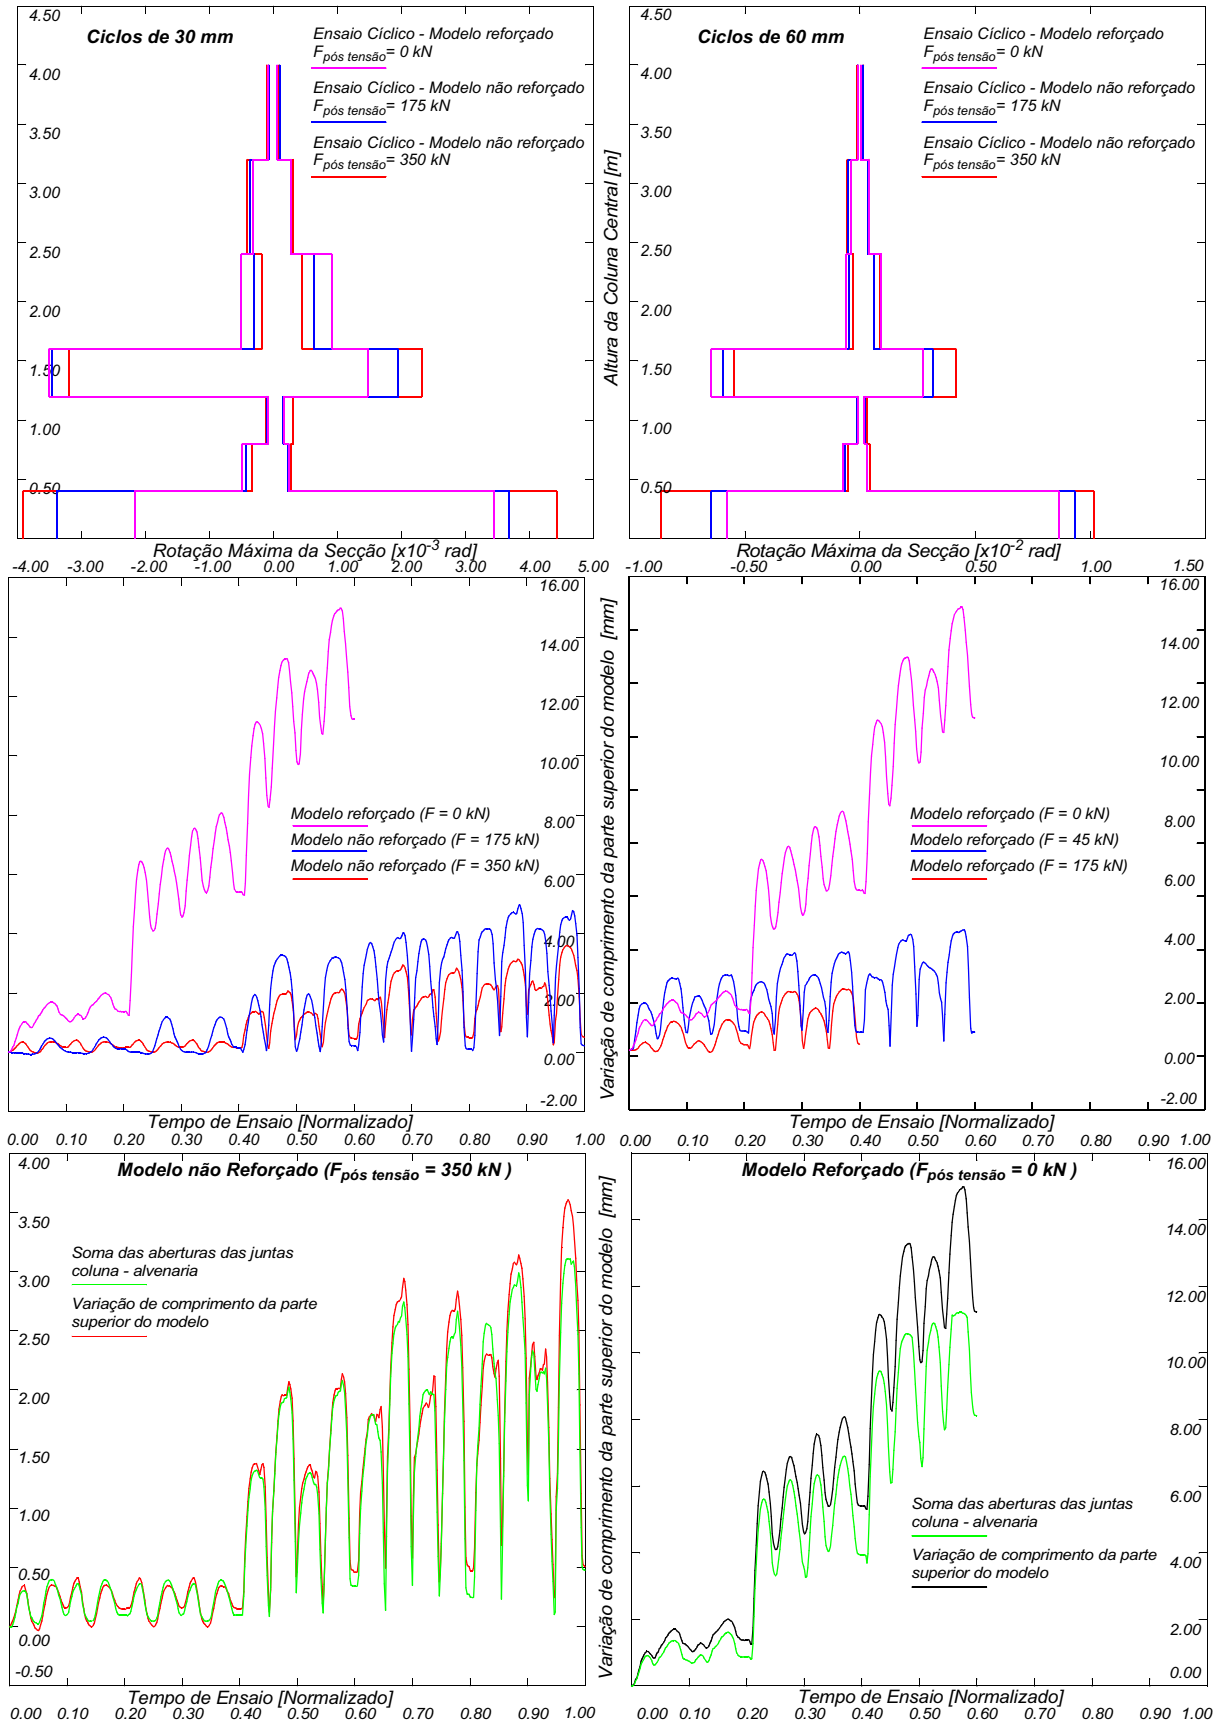 4.50
Ciclos de 30 mm
Ensaio Cíclico - Modelo reforçado
Fpós tensão= 0 kN
Ensaio Cíclico - Modelo não reforçado
Fpós tensão= 175 kN
Ensaio Cíclico - Modelo não reforçado
Fpós tensão= 350 kN
4.00
3.50
3.00
2.50
2.00
1.50
1.00
0.50
Rotação Máxima da Secção [x10-3 rad]
-4.00 -3.00 -2.00 -1.00 0.00 1.00 2.00 3.00 4.00 5.00
4.50
Ciclos de 60 mm
Ensaio Cíclico - Modelo reforçado
Fpós tensão= 0 kN
Ensaio Cíclico - Modelo não reforçado
Fpós tensão= 175 kN
Ensaio Cíclico - Modelo não reforçado
Fpós tensão= 350 kN
4.00
3.50
3.00
2.50
2.00
1.50
1.00
0.50
Altura da Coluna Central [m]
Rotação Máxima da Secção [x10-2 rad]
-1.00 -0.50 0.00 0.50 1.00 1.50
16.00
14.00
12.00
10.00
8.00
6.00
4.00
2.00
0.00
-2.00
Modelo reforçado (F = 0 kN)
Modelo não reforçado (F = 175 kN)
Modelo não reforçado (F = 350 kN)
Tempo de Ensaio [Normalizado]
0.00 0.10 0.20 0.30 0.40 0.50 0.60 0.70 0.80 0.90 1.00
Variação de comprimento da parte superior do modelo [mm]
16.00
14.00
12.00
10.00
8.00
6.00
4.00
2.00
0.00
-2.00
Modelo reforçado (F = 0 kN)
Modelo reforçado (F = 45 kN)
Modelo reforçado (F = 175 kN)
Tempo de Ensaio [Normalizado]
0.00 0.10 0.20 0.30 0.40 0.50 0.60 0.70 0.80 0.90 1.00
4.00
Modelo não Reforçado (Fpós tensão = 350 kN )
3.50
3.00
2.50
2.00
1.50
1.00
0.50
0.00
-0.50
Soma das aberturas das juntas
coluna - alvenaria
Variação de comprimento da parte
superior do modelo
Tempo de Ensaio [Normalizado]
0.00 0.10 0.20 0.30 0.40 0.50 0.60 0.70 0.80 0.90 1.00
Variação de comprimento da parte superior do modelo [mm]
Modelo Reforçado (Fpós tensão = 0 kN )
16.00
14.00
12.00
10.00
8.00
6.00
4.00
2.00
0.00
Soma das aberturas das juntas
coluna - alvenaria
Variação de comprimento da parte
superior do modelo
Tempo de Ensaio [Normalizado]
0.00 0.10 0.20 0.30 0.40 0.50 0.60 0.70 0.80 0.90 1.00